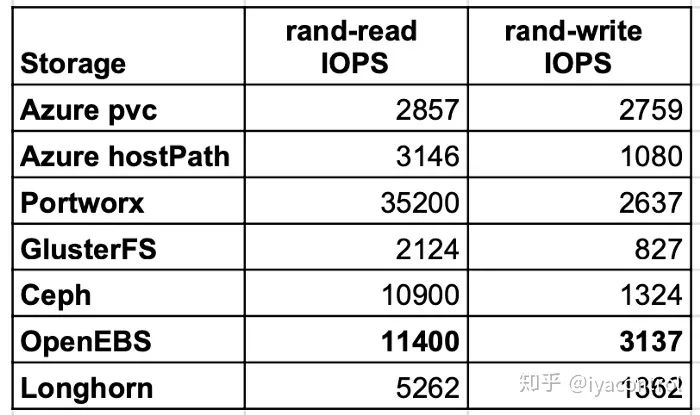 Storage rand-read IOPS rand-write IOPS
Azure pvc 2857 2759
Azure hostPath 3146 1080
Portworx 35200 2637
GlusterFS 2124 827
Ceph 10900 1324
OpenEBS 11400 3137
Longhorn 5262 1362
知乎 @iyacontrol